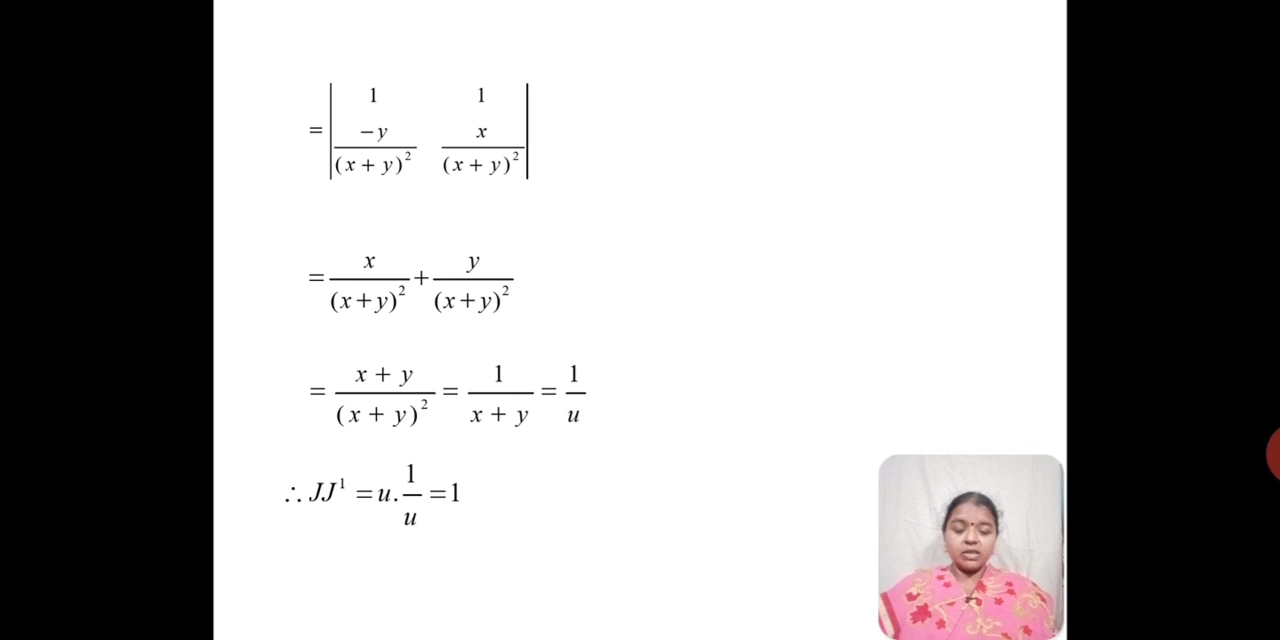 = | 1 1 |
| -y/(x + y)² x/(x + y)² |
= x/(x+y)² + y/(x+y)²
= x + y/(x + y)² = 1/x + y = 1/u
∴ JJ¹ = u . 1/u = 1